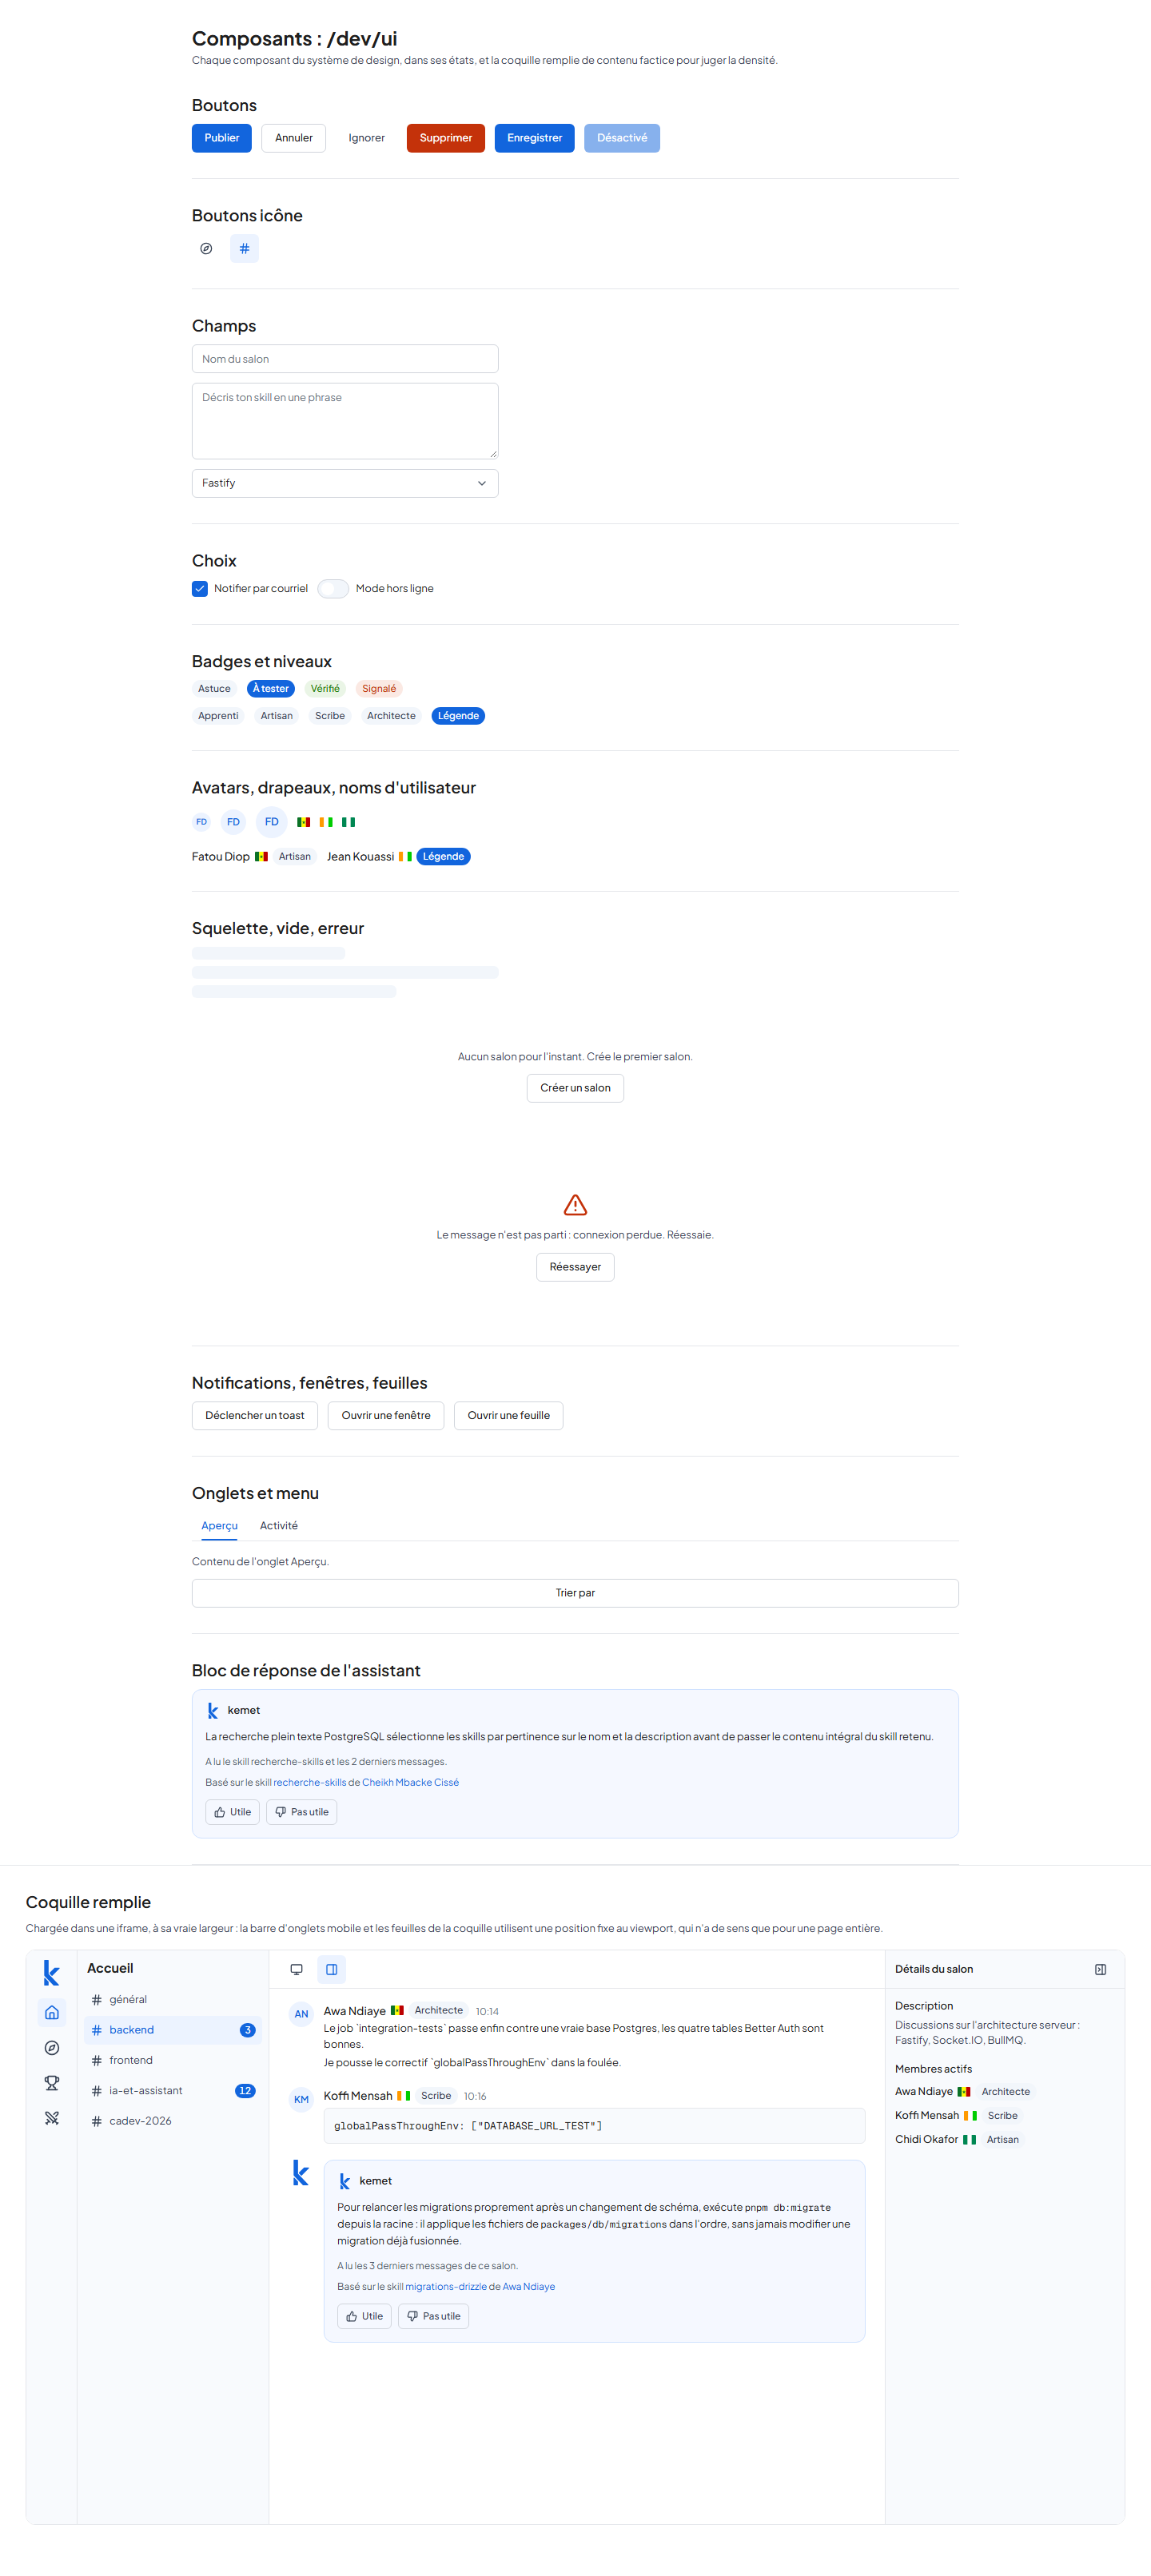 Composants : /dev/ui
Chaque composant du système de design, dans ses états, et la coquille remplie de contenu factice pour juger la densité.
Boutons
Publier
Annuler
Ignorer
Supprimer
Enregistrer
Désactivé
Boutons icône
Champs
Nom du salon
Décris ton skill en une phrase
Fastify
Choix
Notifier par courriel
Mode hors ligne
Badges et niveaux
Astuce
À tester
Vérifié
Signalé
Apprenti
Artisan
Scribe
Architecte
Légende
Avatars, drapeaux, noms d'utilisateur
FD
FD
FD
Fatou Diop
Artisan
Jean Kouassi
Légende
Squelette, vide, erreur
Aucun salon pour l'instant. Crée le premier salon.
Créer un salon
Le message n'est pas parti : connexion perdue. Réessaie.
Réessayer
Notifications, fenêtres, feuilles
Déclencher un toast
Ouvrir une fenêtre
Ouvrir une feuille
Onglets et menu
Aperçu
Activité
Contenu de l'onglet Aperçu.
Trier par
Bloc de réponse de l'assistant
kemet
La recherche plein texte PostgreSQL sélectionne les skills par pertinence sur le nom et la description avant de passer le contenu intégral du skill retenu.
A lu le skill recherche-skills et les 2 derniers messages.
Basé sur le skill recherche-skills de Cheikh Mbacke Cissé
Utile
Pas utile
Coquille remplie
Chargée dans une iframe, à sa vraie largeur : la barre d'onglets mobile et les feuilles de la coquille utilisent une position fixe au viewport, qui n'a de sens que pour une page entière.
Accueil
général
backend
3
frontend
ia-et-assistant
12
cadev-2026
AN
Awa Ndiaye
Architecte
10:14
Le job `integration-tests` passe enfin contre une vraie base Postgres, les quatre tables Better Auth sont
bonnes.
Je pousse le correctif `globalPassThroughEnv` dans la foulée.
KM
Koffi Mensah
Scribe
10:16
globalPassThroughEnv: ["DATABASE_URL_TEST"]
kemet
Pour relancer les migrations proprement après un changement de schéma, exécute pnpm db:migrate
depuis la racine : il applique les fichiers de packages/db/migrations dans l'ordre, sans jamais modifier une
migration déjà fusionnée.
A lu les 3 derniers messages de ce salon.
Basé sur le skill migrations-drizzle de Awa Ndiaye
Utile
Pas utile
Détails du salon
Description
Discussions sur l'architecture serveur :
Fastify, Socket.IO, BullMQ.
Membres actifs
Awa Ndiaye
Architecte
Koffi Mensah
Scribe
Chidi Okafor
Artisan